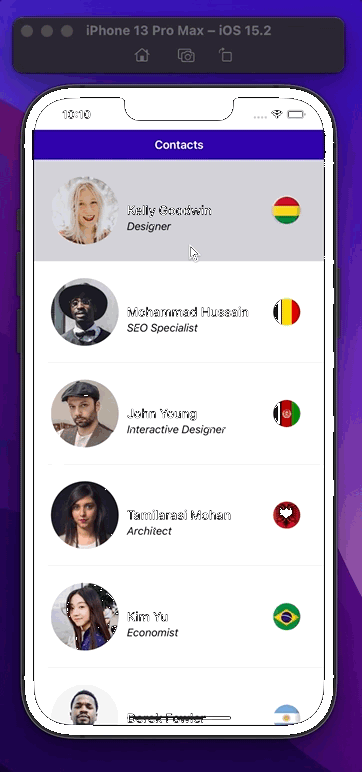 iPhone 13 Pro Max – iOS 15.2
10:10
Contacts
Kelly Goodwin
Designer
Mohammad Hussain
SEO Specialist
John Young
Interactive Designer
Tamilarasi Mohan
Architect
Kim Yu
Economist
Derek Fowler